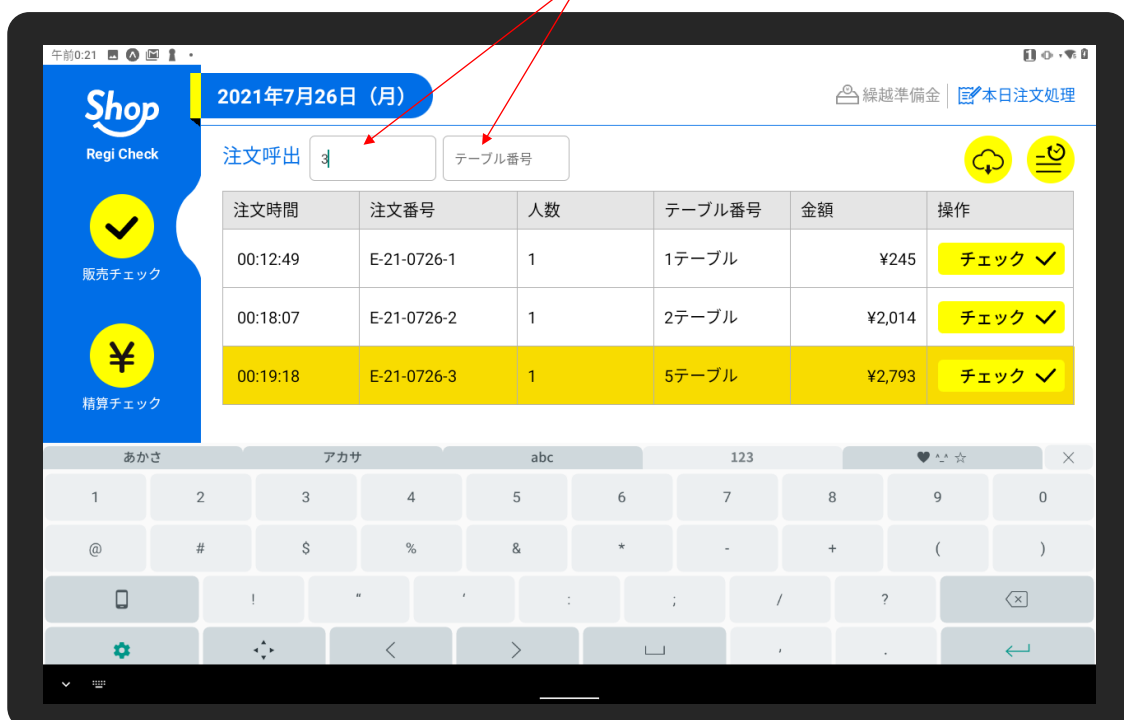 午前0:21
Shop
Regi Check
2021年7月26日（月）
繰越準備金
本日注文処理
注文呼出
3
テーブル番号
注文時間 注文番号 人数 テーブル番号 金額 操作
00:12:49 E-21-0726-1 1 1テーブル ¥245 チェック
00:18:07 E-21-0726-2 1 2テーブル ¥2,014 チェック
00:19:18 E-21-0726-3 1 5テーブル ¥2,793 チェック
販売チェック
¥
精算チェック
あかさ アカサ abc 123 ♥ ^_^ ☆
1 2 3 4 5 6 7 8 9 0
@ # $ % & * - + ( )
! " ' : ; / ?
< > , .